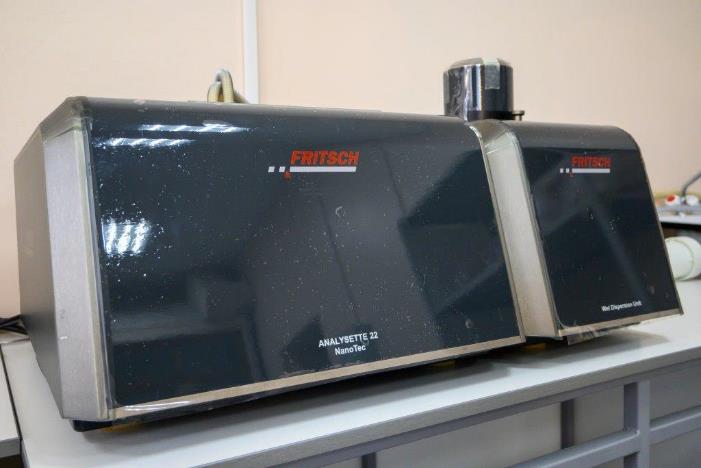 FRITSCH
ANALYSETTE 22
NanoTec
FRITSCH
Wet Dispersion Unit